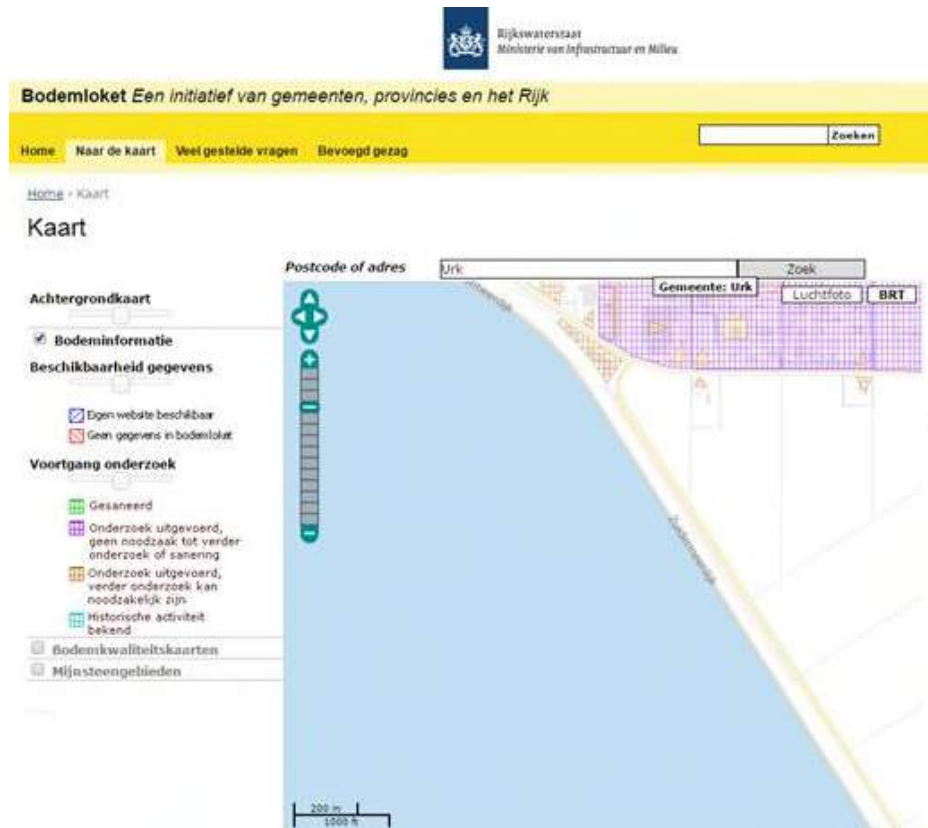 Rijkswaterstaat
Ministerie van Infrastructuur en Milieu
Bodemloket Een initiatief van gemeenten, provincies en het Rijk
Zoeken
Home Naar de kaart Veel gestelde vragen Bevoegd gezag
Home › Kaart
Kaart
Postcode of adres Urk Zoek
Gemeente: Urk
Luchtfoto BRT
Achtergrondkaart
Bodeminformatie
Beschikbaarheid gegevens
Eigen website beschikbaar
Geen gegevens in bodemloket
Voortgang onderzoek
Gesaneerd
Onderzoek uitgevoerd,
geen noodzaak tot verder
onderzoek of sanering
Onderzoek uitgevoerd,
verder onderzoek kan
noodzakelijk zijn
Historische activiteit
bekend
Bodemkwaliteitskaarten
Mijnsteengebieden
Zuidermeerdijk
200 m
1000 ft